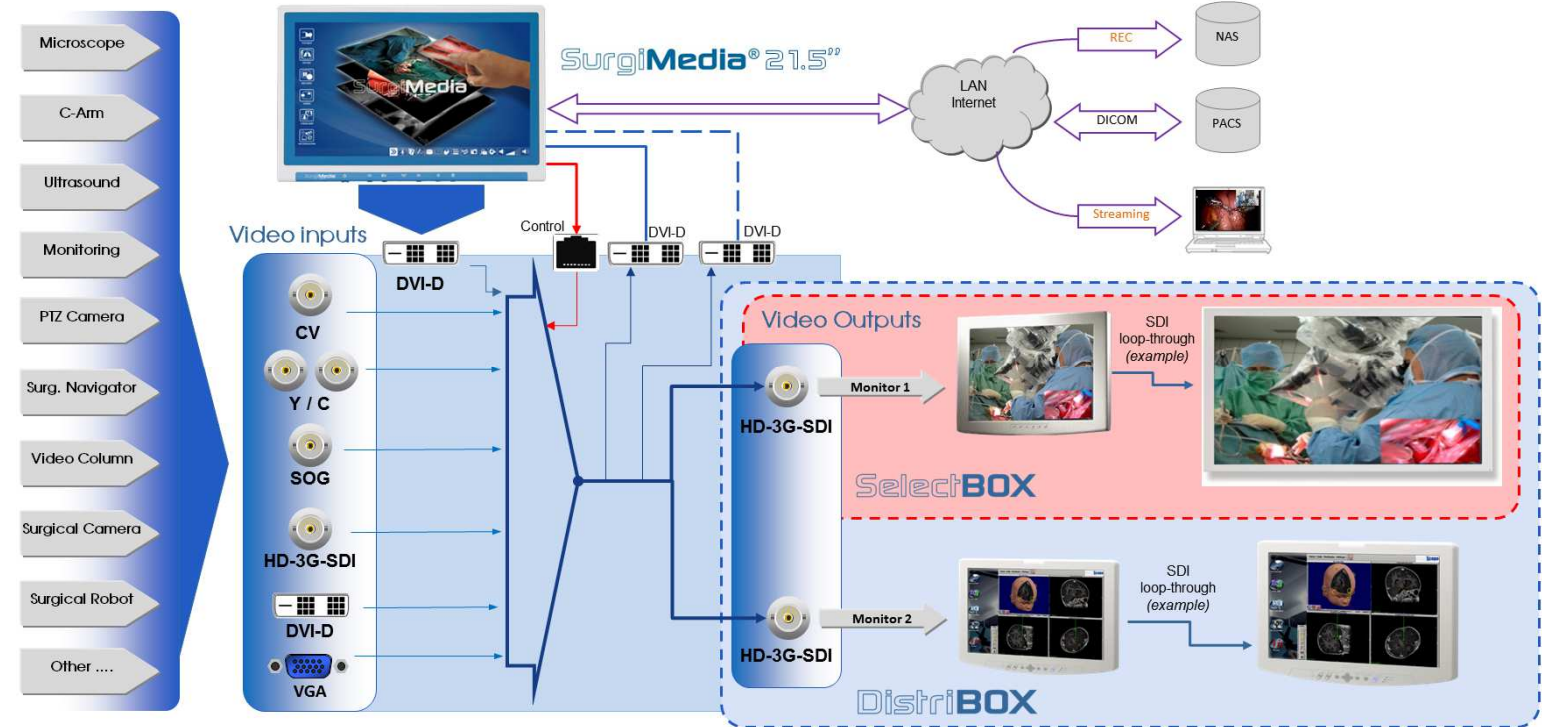 Microscope
C-Arm
Ultrasound
Monitoring
PTZ Camera
Surg. Navigator
Video Column
Surgical Camera
Surgical Robot
Other ....
SurgiMedia
SurgiMedia
SurgiMedia® 21.5”
LAN
Internet
REC
NAS
DICOM
PACS
Streaming
Video inputs
DVI-D
Control
DVI-D
DVI-D
CV
Y / C
SOG
HD-3G-SDI
DVI-D
VGA
Video Outputs
HD-3G-SDI
Monitor 1
SDI
loop-through
(example)
SelectBOX
HD-3G-SDI
Monitor 2
SDI
loop-through
(example)
DistriBOX